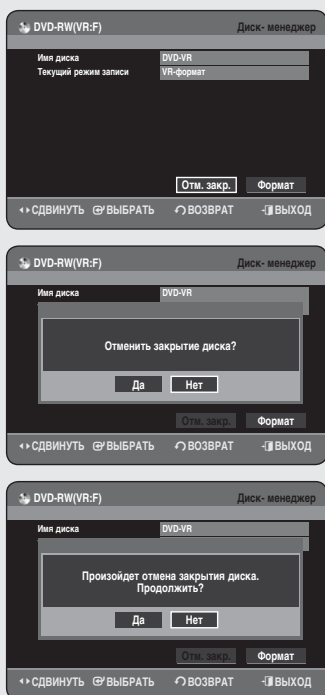 DVD-RW(VR:F) Диск- менеджер
Имя диска DVD-VR
Текущий режим записи VR-формат
Отм. закр. Формат
СДВИНУТЬ ВЫБРАТЬ ВОЗВРАТ ВЫХОД
DVD-RW(VR:F) Диск- менеджер
Имя диска DVD-VR
Отменить закрытие диска?
Да Нет
Отм. закр. Формат
СДВИНУТЬ ВЫБРАТЬ ВОЗВРАТ ВЫХОД
DVD-RW(VR:F) Диск- менеджер
Имя диска DVD-VR
Произойдет отмена закрытия диска.
Продолжить?
Да Нет
Отм. закр. Формат
СДВИНУТЬ ВЫБРАТЬ ВОЗВРАТ ВЫХОД